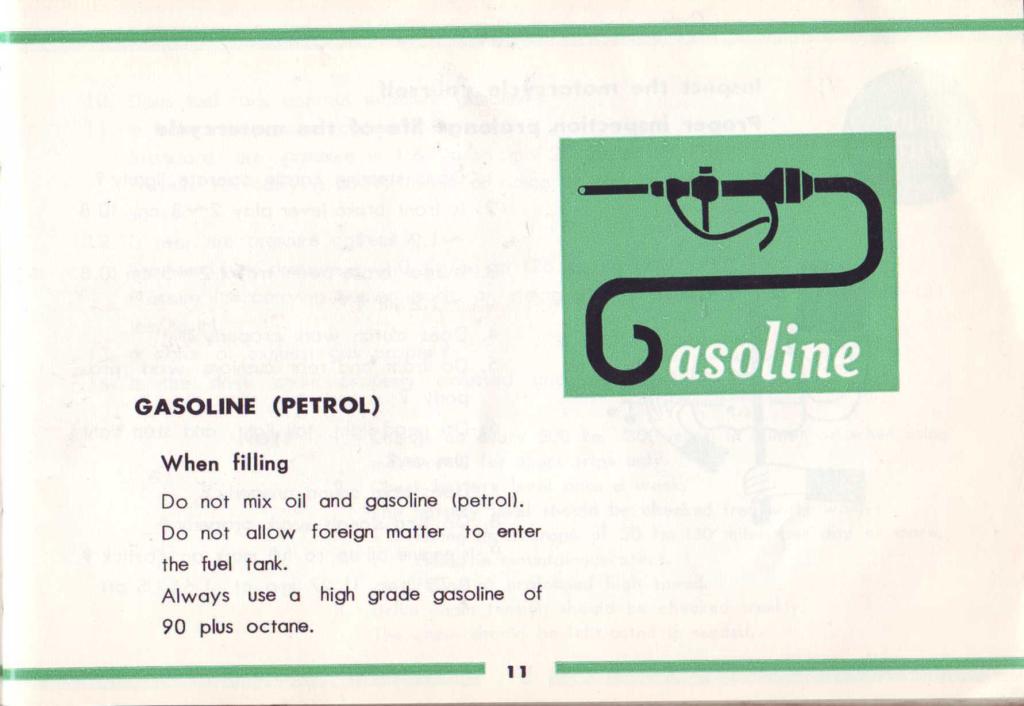 Gasoline
GASOLINE (PETROL)
When filling
Do not mix oil and gasoline (petrol).
Do not allow foreign matter to enter
the fuel tank.
Always use a high grade gasoline of
90 plus octane.
11